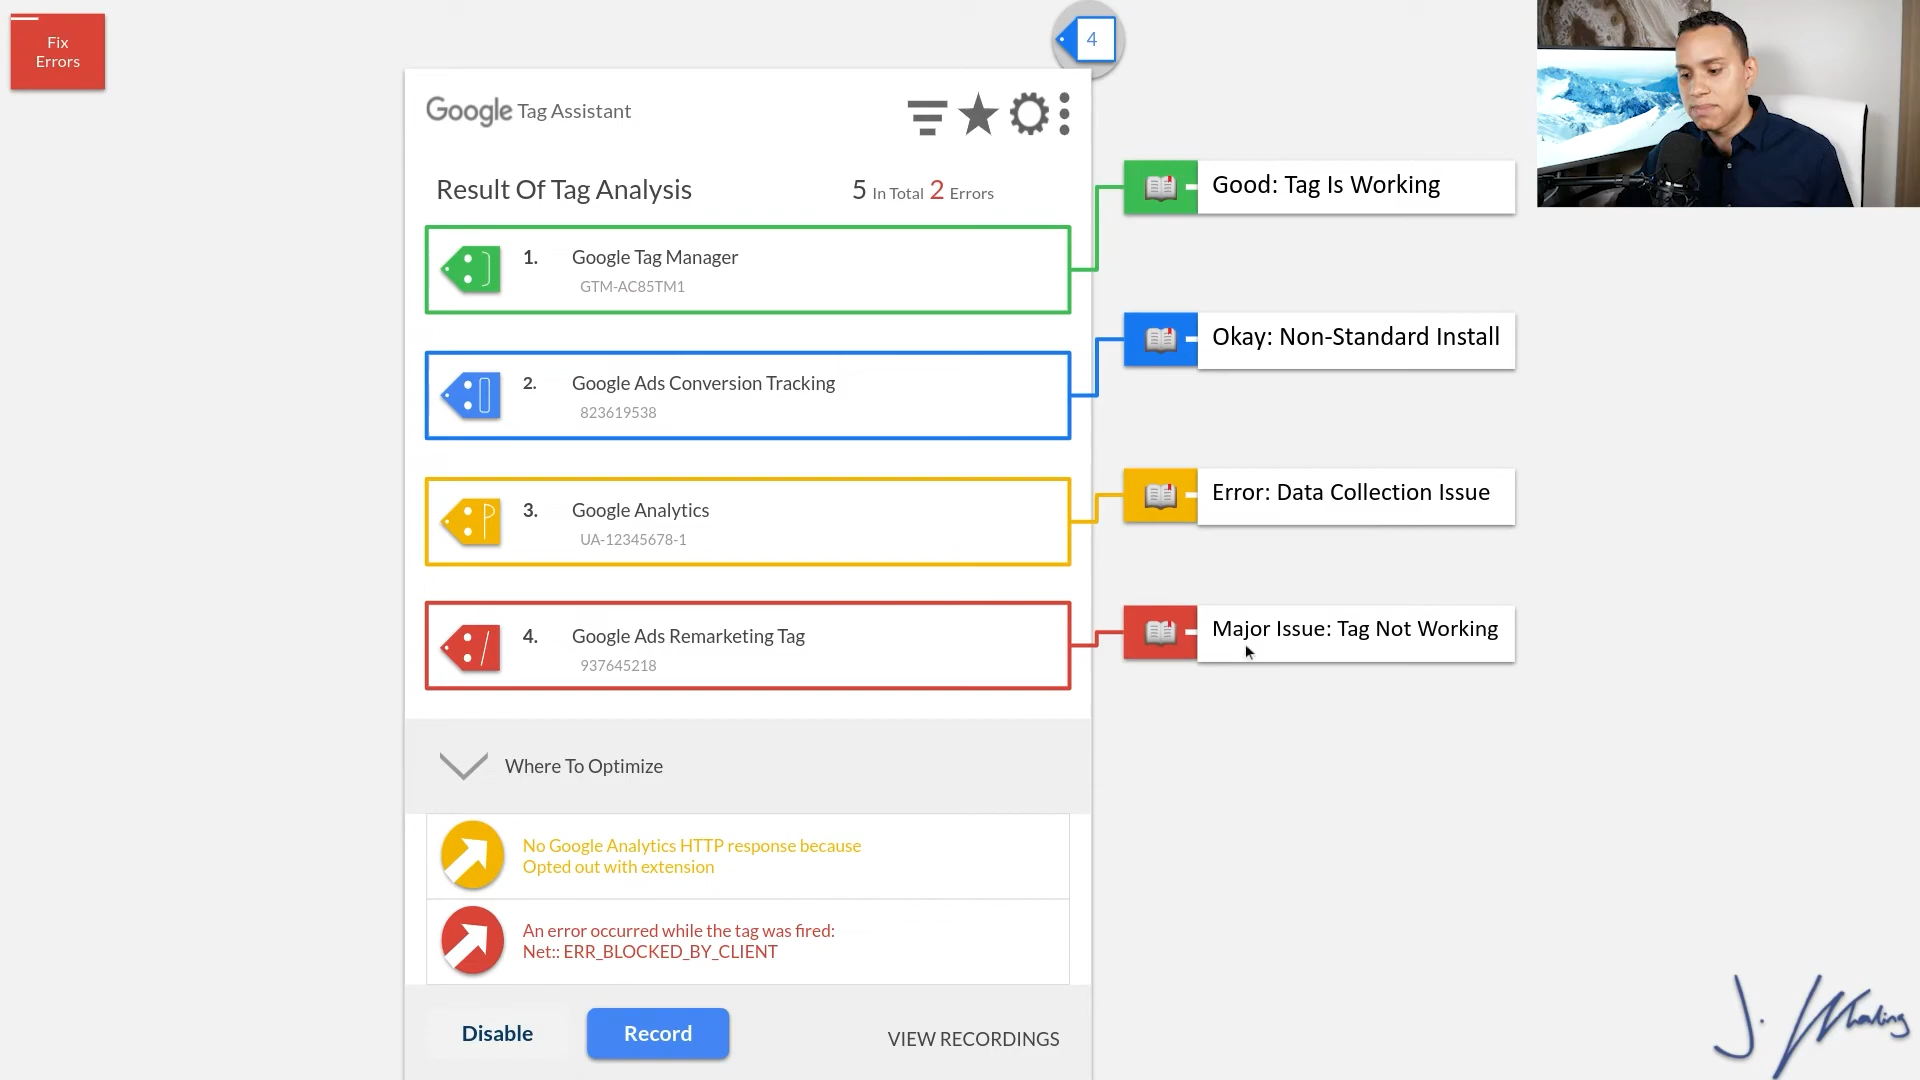 Fix
Errors
4
Google Tag Assistant
Result Of Tag Analysis
5 In Total 2 Errors
1. Google Tag Manager
GTM-AC85TM1
2. Google Ads Conversion Tracking
823619538
3. Google Analytics
UA-12345678-1
4. Google Ads Remarketing Tag
937645218
Good: Tag Is Working
Okay: Non-Standard Install
Error: Data Collection Issue
Major Issue: Tag Not Working
Where To Optimize
No Google Analytics HTTP response because
Opted out with extension
An error occurred while the tag was fired:
Net:: ERR_BLOCKED_BY_CLIENT
Disable
Record
VIEW RECORDINGS